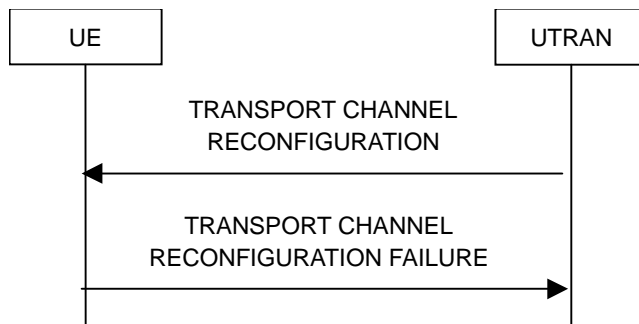 UE
UTRAN
TRANSPORT CHANNEL
RECONFIGURATION
TRANSPORT CHANNEL
RECONFIGURATION FAILURE